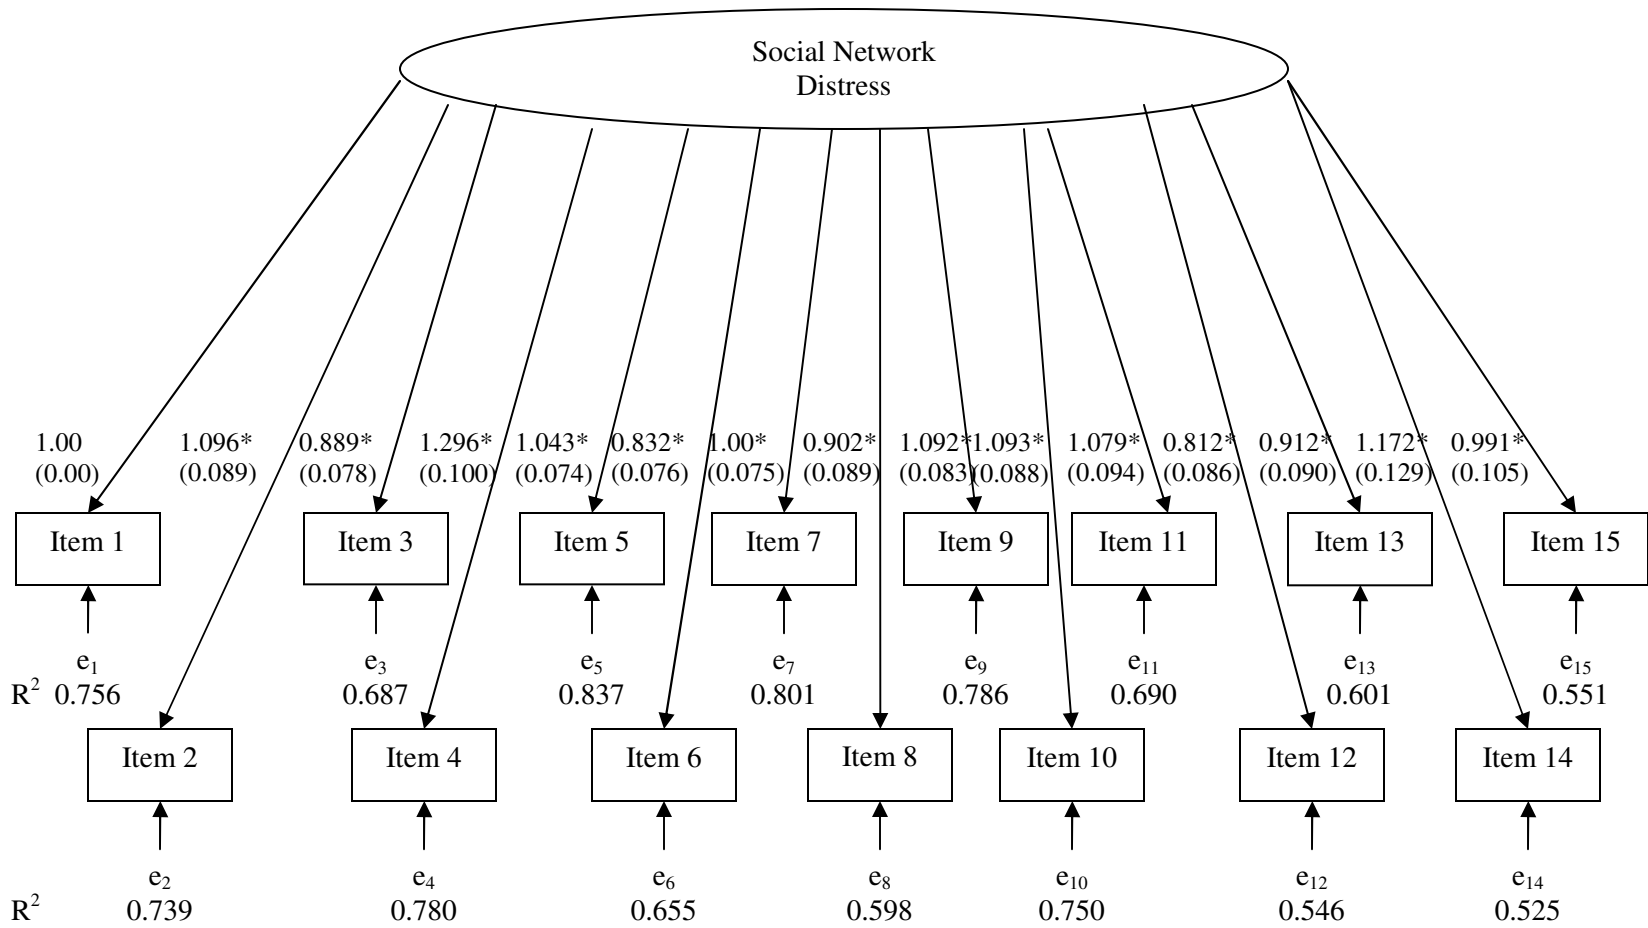 Social Network
Distress
1.00 1.096* 0.889* 1.296* 1.043* 0.832* 1.00* 0.902* 1.092* 1.093* 1.079* 0.812* 0.912* 1.172* 0.991*
(0.00) (0.089) (0.078) (0.100) (0.074) (0.076) (0.075) (0.089) (0.083) (0.088) (0.094) (0.086) (0.090) (0.129) (0.105)
Item 1 Item 3 Item 5 Item 7 Item 9 Item 11 Item 13 Item 15
e₁ e₃ e₅ e₇ e₉ e₁₁ e₁₃ e₁₅
R² 0.756 0.687 0.837 0.801 0.786 0.690 0.601 0.551
Item 2 Item 4 Item 6 Item 8 Item 10 Item 12 Item 14
e₂ e₄ e₆ e₈ e₁₀ e₁₂ e₁₄
R² 0.739 0.780 0.655 0.598 0.750 0.546 0.525